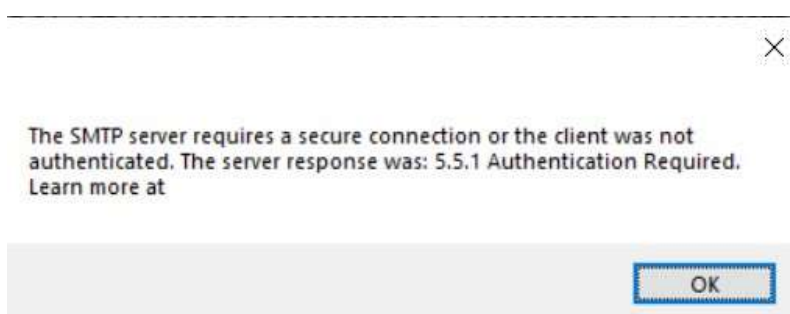 The SMTP server requires a secure connection or the client was not
authenticated. The server response was: 5.5.1 Authentication Required.
Learn more at
OK